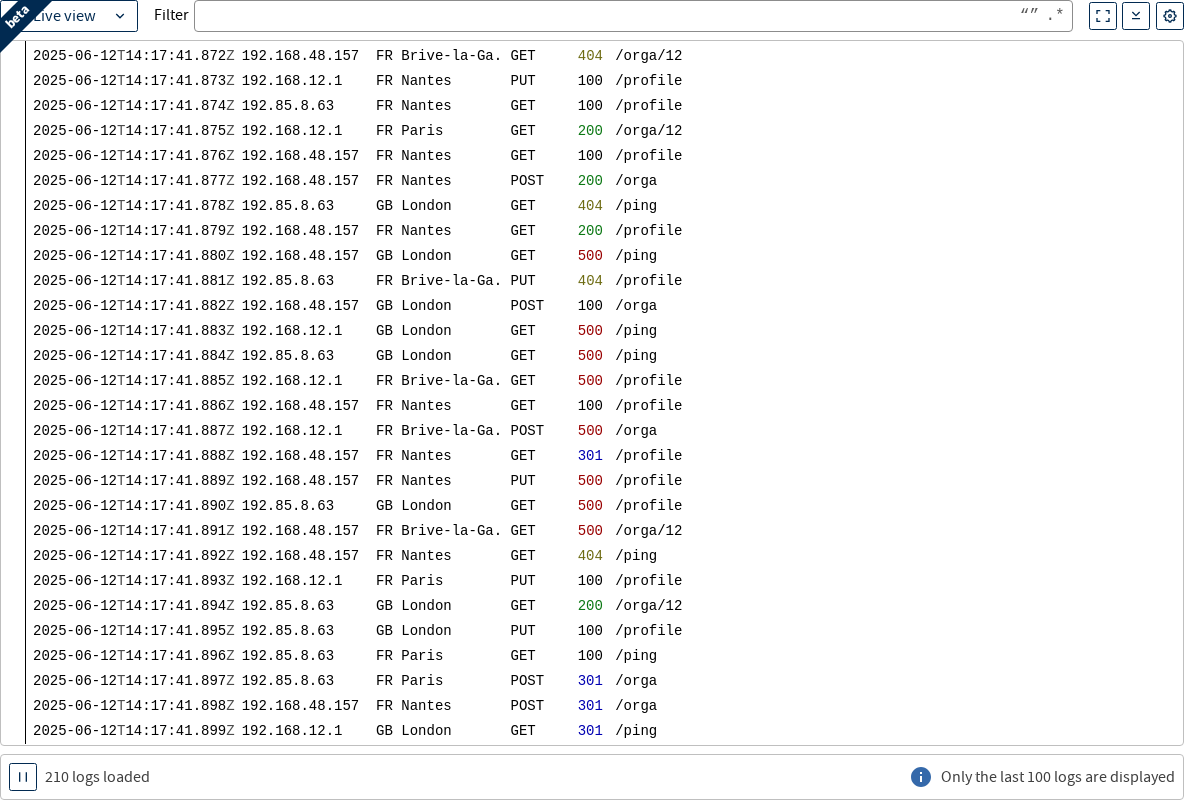 beta
Live view Filter “” .*
2025-06-12T14:17:41.872Z 192.168.48.157 FR Brive-la-Ga. GET 404 /orga/12
2025-06-12T14:17:41.873Z 192.168.12.1 FR Nantes PUT 100 /profile
2025-06-12T14:17:41.874Z 192.85.8.63 FR Nantes GET 100 /profile
2025-06-12T14:17:41.875Z 192.168.12.1 FR Paris GET 200 /orga/12
2025-06-12T14:17:41.876Z 192.168.48.157 FR Nantes GET 100 /profile
2025-06-12T14:17:41.877Z 192.168.48.157 FR Nantes POST 200 /orga
2025-06-12T14:17:41.878Z 192.85.8.63 GB London GET 404 /ping
2025-06-12T14:17:41.879Z 192.168.48.157 FR Nantes GET 200 /profile
2025-06-12T14:17:41.880Z 192.168.48.157 GB London GET 500 /ping
2025-06-12T14:17:41.881Z 192.85.8.63 FR Brive-la-Ga. PUT 404 /profile
2025-06-12T14:17:41.882Z 192.168.48.157 GB London POST 100 /orga
2025-06-12T14:17:41.883Z 192.168.12.1 GB London GET 500 /ping
2025-06-12T14:17:41.884Z 192.85.8.63 GB London GET 500 /ping
2025-06-12T14:17:41.885Z 192.168.12.1 FR Brive-la-Ga. GET 500 /profile
2025-06-12T14:17:41.886Z 192.168.48.157 FR Nantes GET 100 /profile
2025-06-12T14:17:41.887Z 192.168.12.1 FR Brive-la-Ga. POST 500 /orga
2025-06-12T14:17:41.888Z 192.168.48.157 FR Nantes GET 301 /profile
2025-06-12T14:17:41.889Z 192.168.48.157 FR Nantes PUT 500 /profile
2025-06-12T14:17:41.890Z 192.85.8.63 GB London GET 500 /profile
2025-06-12T14:17:41.891Z 192.168.48.157 FR Brive-la-Ga. GET 500 /orga/12
2025-06-12T14:17:41.892Z 192.168.48.157 FR Nantes GET 404 /ping
2025-06-12T14:17:41.893Z 192.168.12.1 FR Paris PUT 100 /profile
2025-06-12T14:17:41.894Z 192.85.8.63 GB London GET 200 /orga/12
2025-06-12T14:17:41.895Z 192.85.8.63 GB London PUT 100 /profile
2025-06-12T14:17:41.896Z 192.85.8.63 FR Paris GET 100 /ping
2025-06-12T14:17:41.897Z 192.85.8.63 FR Paris POST 301 /orga
2025-06-12T14:17:41.898Z 192.168.48.157 FR Nantes POST 301 /orga
2025-06-12T14:17:41.899Z 192.168.12.1 GB London GET 301 /ping
210 logs loaded Only the last 100 logs are displayed